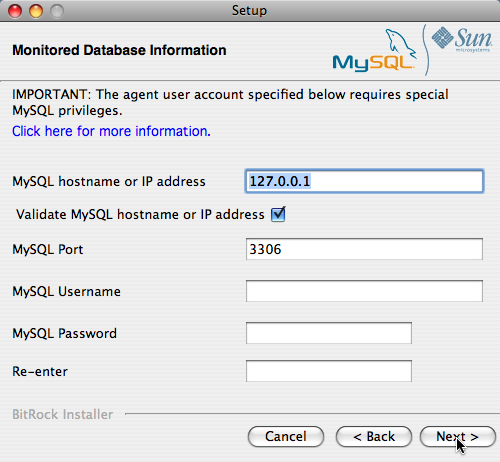 Setup
Monitored Database Information
MySQL
Sun
microsystems
IMPORTANT: The agent user account specified below requires special
MySQL privileges.
Click here for more information.
MySQL hostname or IP address
127.0.0.1
Validate MySQL hostname or IP address
MySQL Port
3306
MySQL Username
MySQL Password
Re-enter
BitRock Installer
Cancel
< Back
Next >